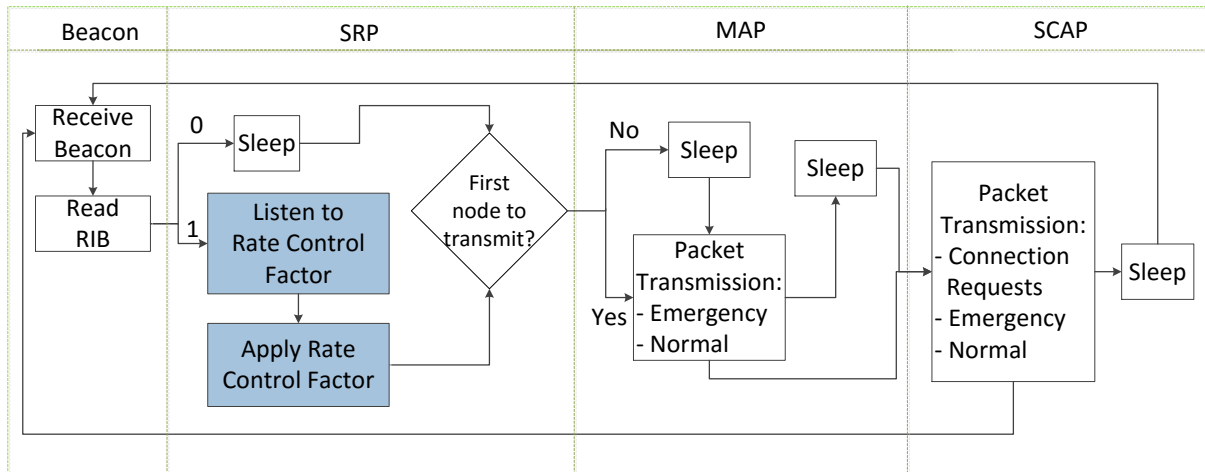 Beacon
SRP
MAP
SCAP
Receive
Beacon
Read
RIB
0
1
Sleep
Listen to
Rate Control
Factor
Apply Rate
Control Factor
First
node to
transmit?
No
Yes
Sleep
Packet
Transmission:
- Emergency
- Normal
Sleep
Packet
Transmission:
- Connection
Requests
- Emergency
- Normal
Sleep